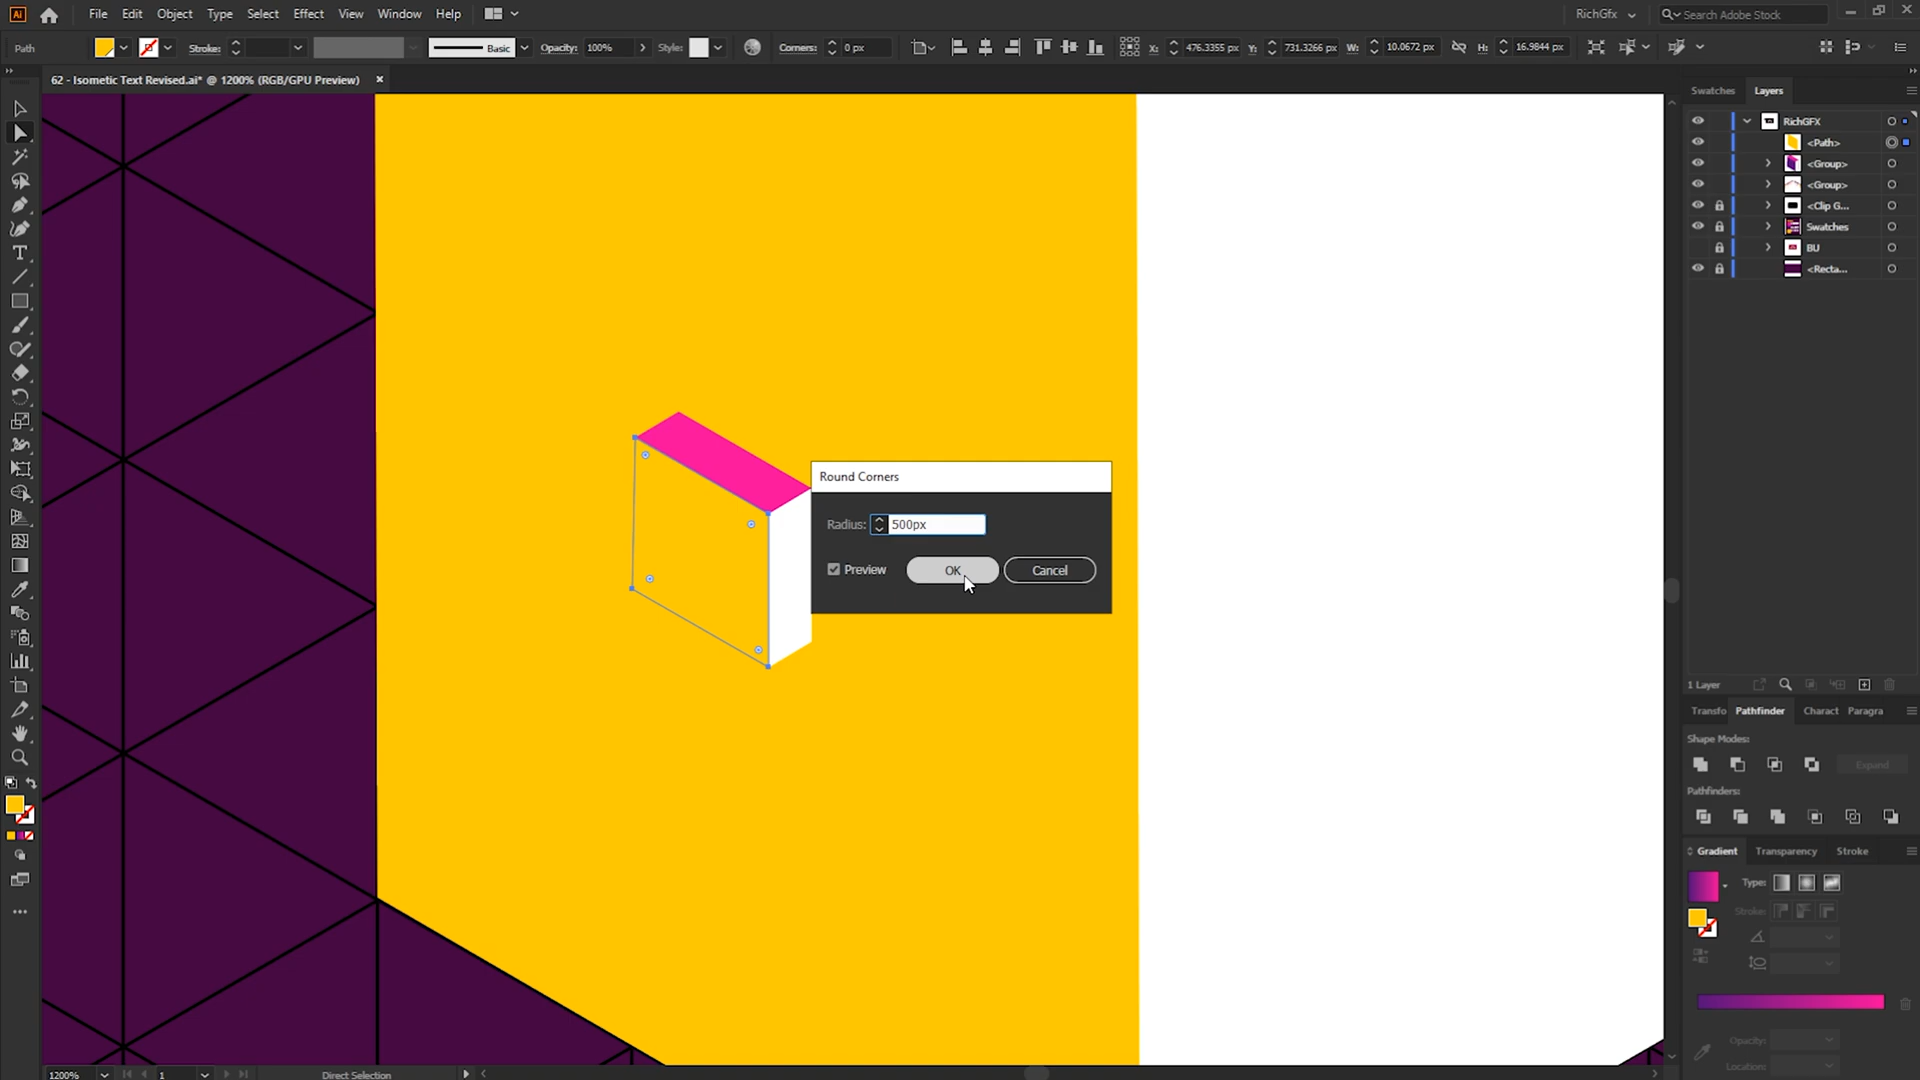 Ai File Edit Object Type Select Effect View Window Help RichGfx Search Adobe Stock
Path Stroke: Basic Opacity: 100% Style: Corners: 0 px X: 476.3355 px Y: 731.3266 px W: 10.0672 px H: 16.9844 px
62 - Isometic Text Revised.ai* @ 1200% (RGB/GPU Preview)
Swatches Layers
RichGFX
<Path>
<Group>
<Group>
<Clip G...
Swatches
BU
<Recta...
Round Corners
Radius: 500px
Preview OK Cancel
1 Layer
Transfo Pathfinder Charact Paragra
Shape Modes:
Expand
Pathfinders:
Gradient Transparency Stroke
Type:
Stroke:
Opacity:
Location:
1200% 1 Direct Selection